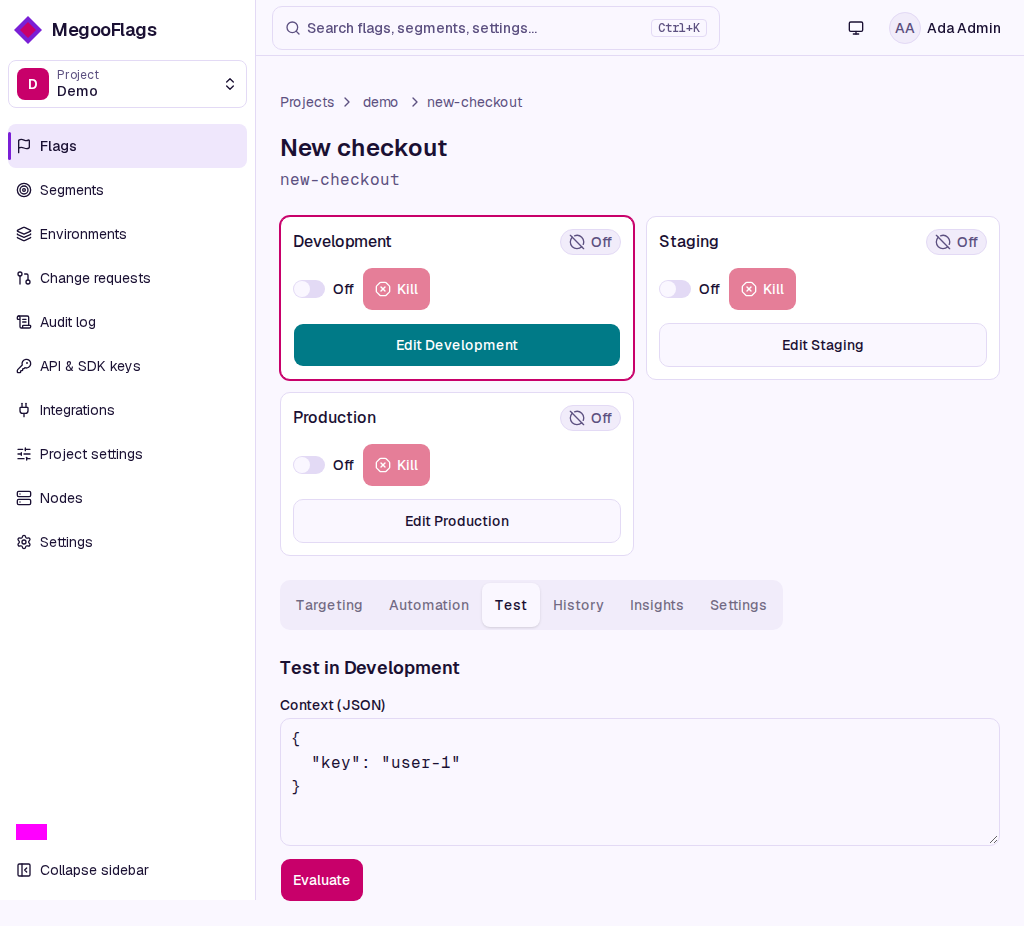 MegooFlags
Search flags, segments, settings...
Ctrl+K
AA
Ada Admin
D
Project
Demo
Flags
Segments
Environments
Change requests
Audit log
API & SDK keys
Integrations
Project settings
Nodes
Settings
Collapse sidebar
Projects > demo > new-checkout
New checkout
new-checkout
Development
Off
Off
Kill
Edit Development
Staging
Off
Off
Kill
Edit Staging
Production
Off
Off
Kill
Edit Production
Targeting Automation Test History Insights Settings
Test in Development
Context (JSON)
{
  "key": "user-1"
}
Evaluate